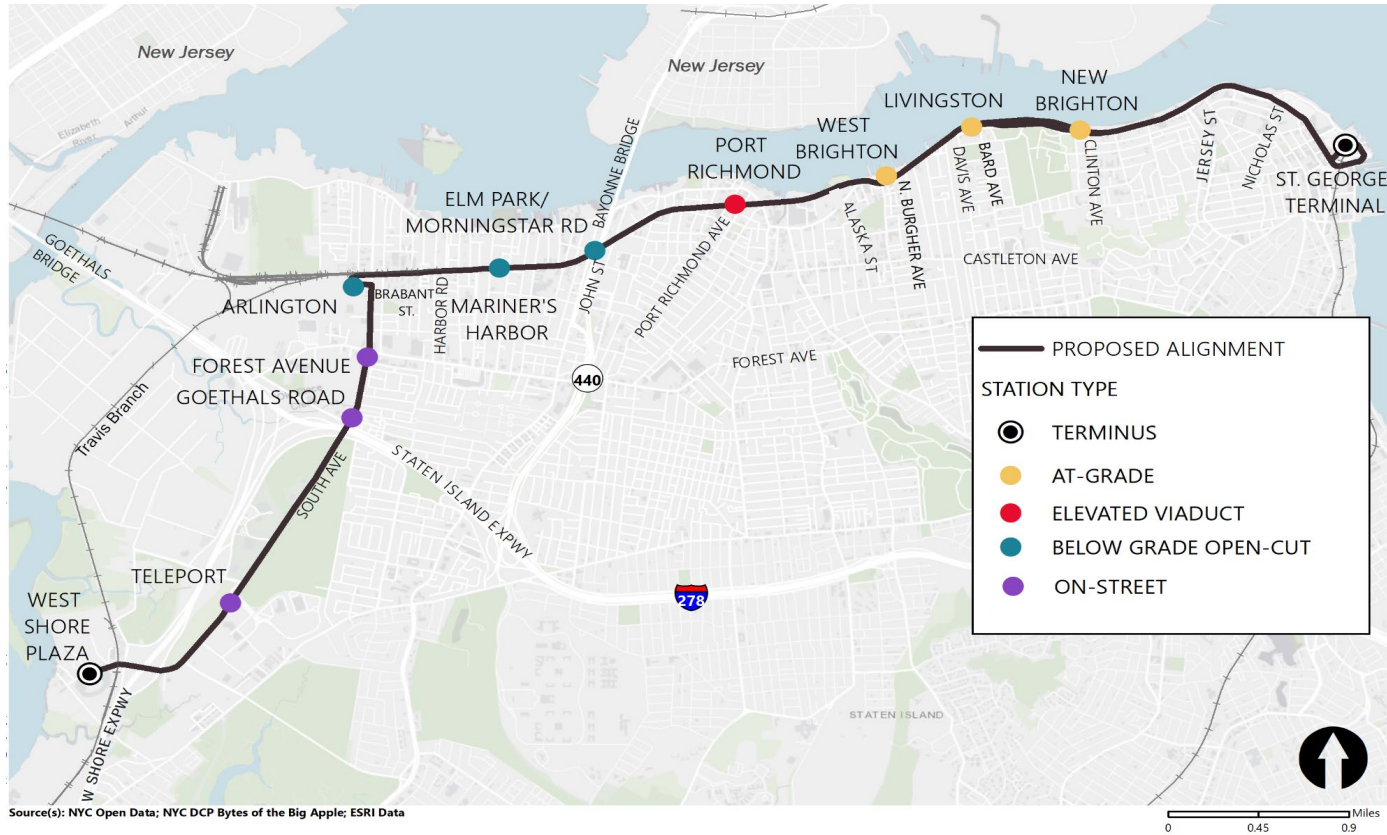 New Jersey
New Jersey
Elizabeth
River
Arthur
NEW
BRIGHTON
LIVINGSTON
WEST
BRIGHTON
PORT
RICHMOND
BAYONNE BRIDGE
ELM PARK/
MORNINGSTAR RD
JERSEY ST
NICHOLAS ST
ST. GEORGE
TERMINAL
BARD AVE
DAVIS AVE
CLINTON AVE
N. BURGHER AVE
ALASKA ST
CASTLETON AVE
GOETHALS
BRIDGE
ARLINGTON
BRABANT
ST.
HARBOR RD
MARINER'S
HARBOR
JOHN ST
PORT RICHMOND AVE
FOREST AVE
FOREST AVENUE
GOETHALS ROAD
440
Travis Branch
SOUTH AVE
STATEN ISLAND EXPWY
278
TELEPORT
WEST
SHORE
PLAZA
W SHORE EXPWY
STATEN ISLAND
PROPOSED ALIGNMENT
STATION TYPE
TERMINUS
AT-GRADE
ELEVATED VIADUCT
BELOW GRADE OPEN-CUT
ON-STREET
Source(s): NYC Open Data; NYC DCP Bytes of the Big Apple; ESRI Data
Miles
0 0.45 0.9